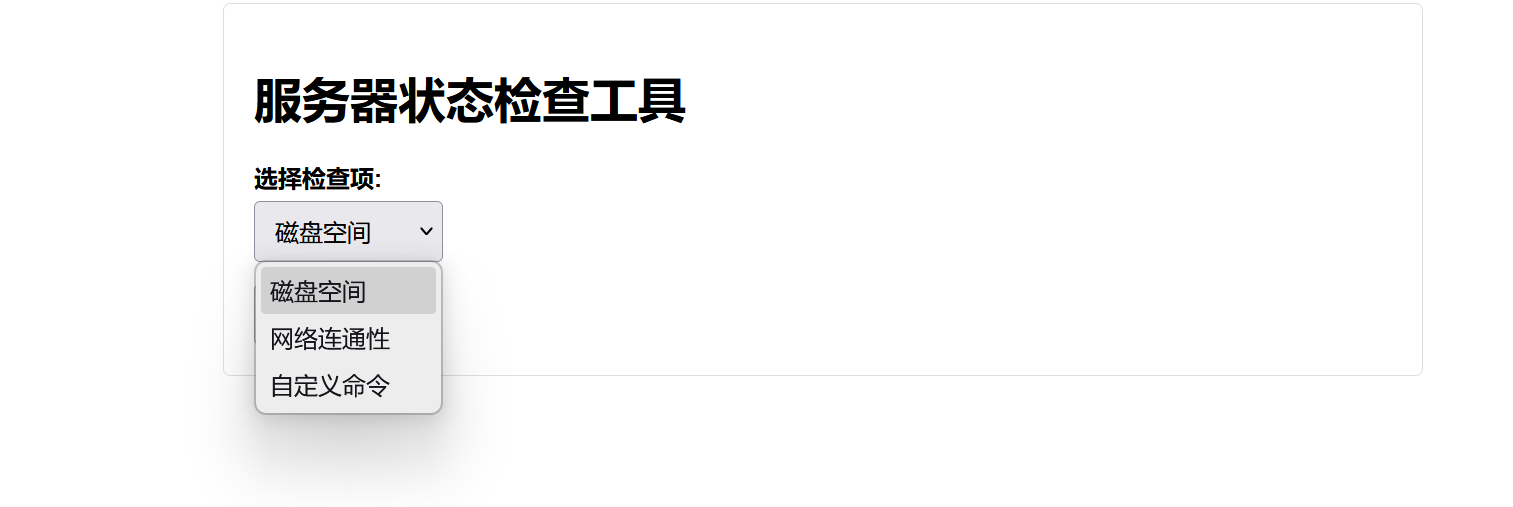 服务器状态检查工具
选择检查项:
磁盘空间
磁盘空间
网络连通性
自定义命令